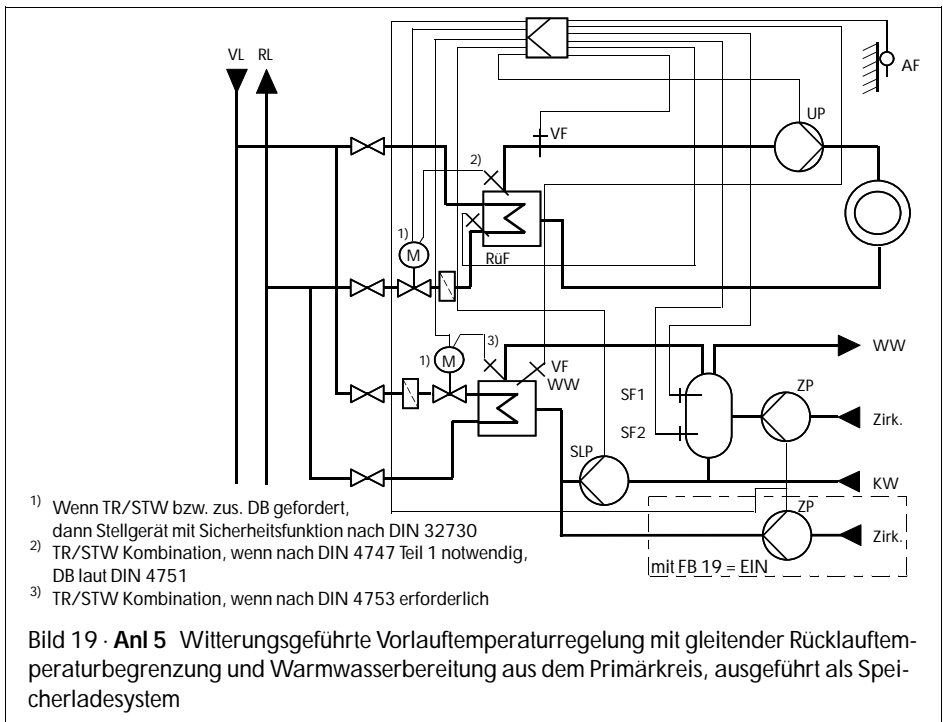 VL RL
AF
UP
VF
2)
1)
M
RüF
3)
1)
M
VF
WW
WW
SF1
ZP
Zirk.
SF2
SLP
KW
ZP
Zirk.
mit FB 19 = EIN
1) Wenn TR/STW bzw. zus. DB gefordert,
dann Stellgerät mit Sicherheitsfunktion nach DIN 32730
2) TR/STW Kombination, wenn nach DIN 4747 Teil 1 notwendig,
DB laut DIN 4751
3) TR/STW Kombination, wenn nach DIN 4753 erforderlich
Bild 19 · Anl 5 Witterungsgeführte Vorlauftemperaturregelung mit gleitender Rücklauftem-
peraturbegrenzung und Warmwasserbereitung aus dem Primärkreis, ausgeführt als Spei-
cherladesystem